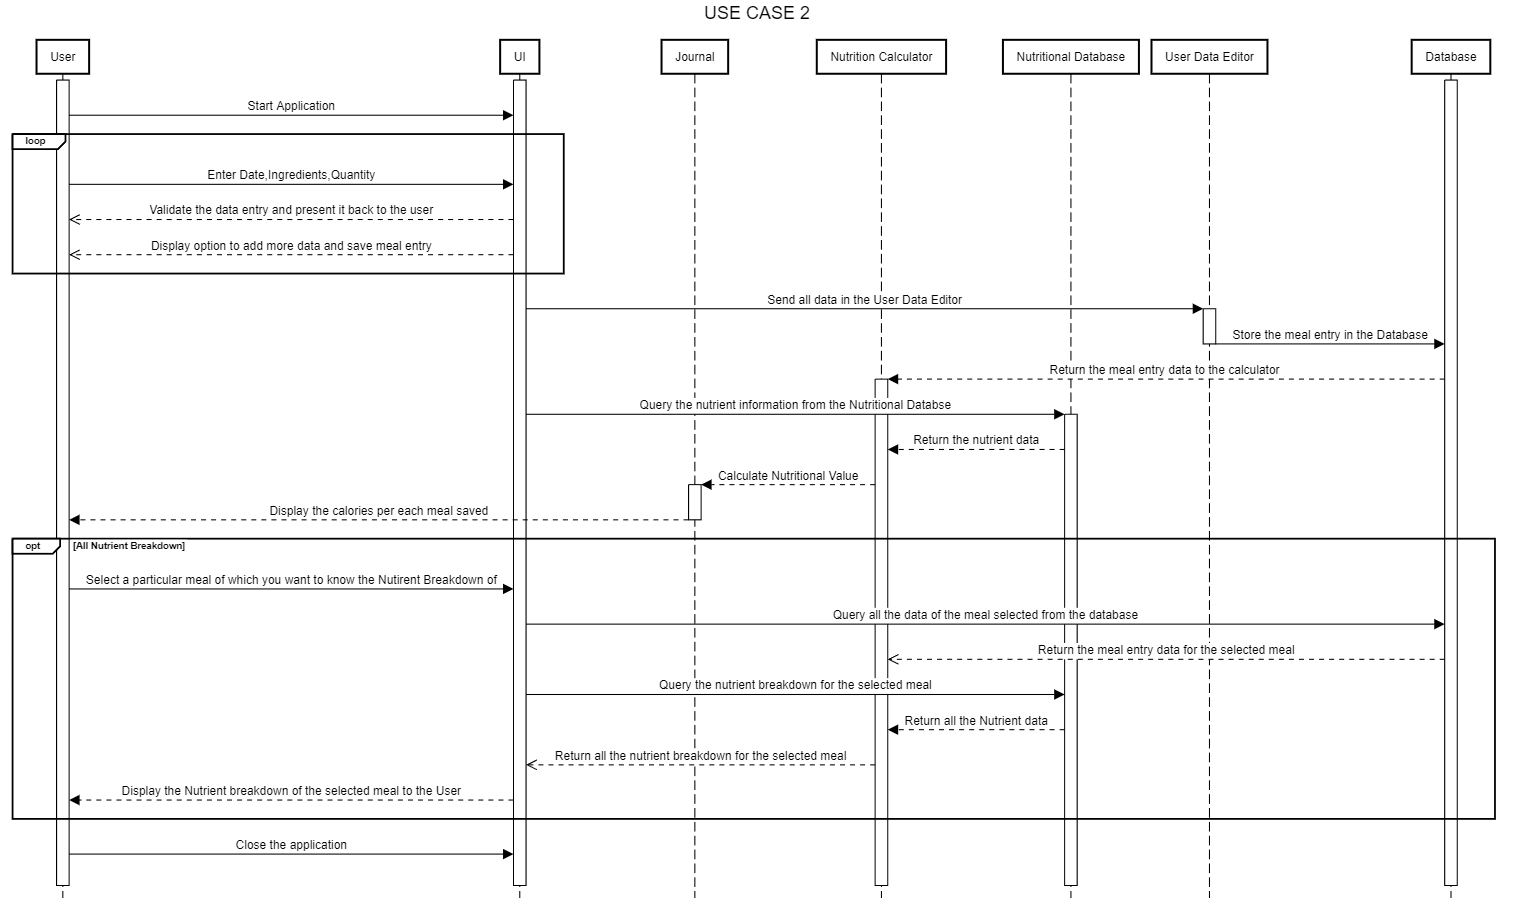 USE CASE 2
User
UI
Journal
Nutrition Calculator
Nutritional Database
User Data Editor
Database
Start Application
loop
Enter Date,Ingredients,Quantity
Validate the data entry and present it back to the user
Display option to add more data and save meal entry
Send all data in the User Data Editor
Store the meal entry in the Database
Return the meal entry data to the calculator
Query the nutrient information from the Nutritional Databse
Return the nutrient data
Calculate Nutritional Value
Display the calories per each meal saved
opt
[All Nutrient Breakdown]
Select a particular meal of which you want to know the Nutirent Breakdown of
Query all the data of the meal selected from the database
Return the meal entry data for the selected meal
Query the nutrient breakdown for the selected meal
Return all the Nutrient data
Return all the nutrient breakdown for the selected meal
Display the Nutrient breakdown of the selected meal to the User
Close the application